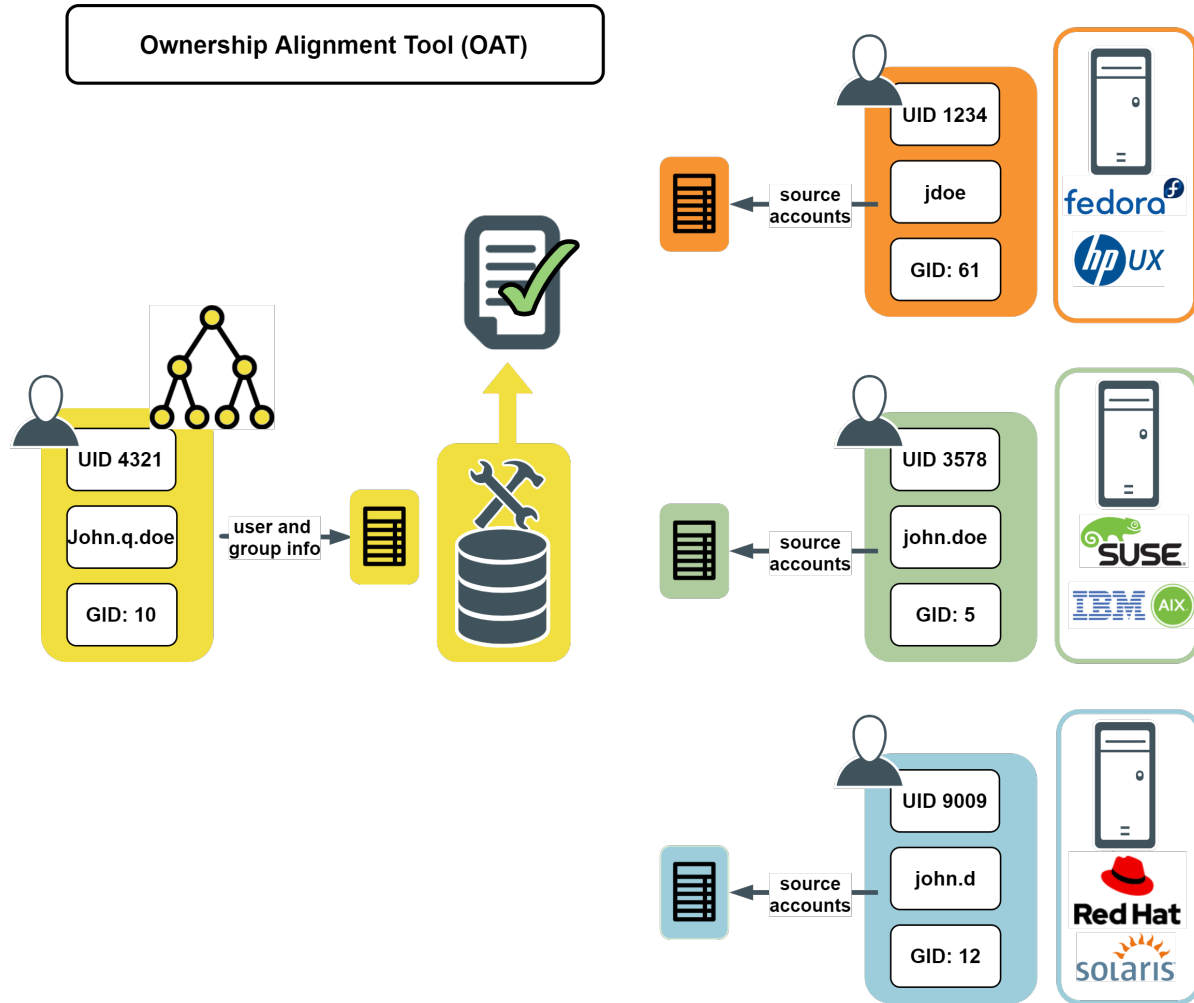 Ownership Alignment Tool (OAT)
UID 1234
jdoe
GID: 61
source
accounts
fedora
f
hp UX
UID 4321
John.q.doe
GID: 10
user and
group info
UID 3578
john.doe
GID: 5
source
accounts
SUSE
IBM AIX
UID 9009
john.d
GID: 12
source
accounts
Red Hat
solaris